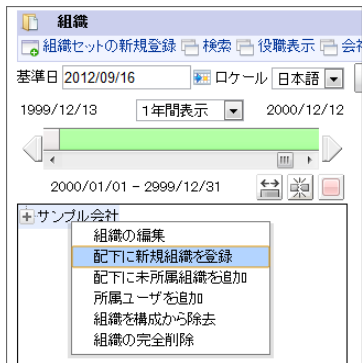 組織
組織セットの新規登録 検索 役職表示 会
基準日 2012/09/16 ロケール 日本語
1999/12/13 1年間表示 2000/12/12
2000/01/01 - 2999/12/31
サンプル会社
組織の編集
配下に新規組織を登録
配下に未所属組織を追加
所属ユーザを追加
組織を構成から除去
組織の完全削除